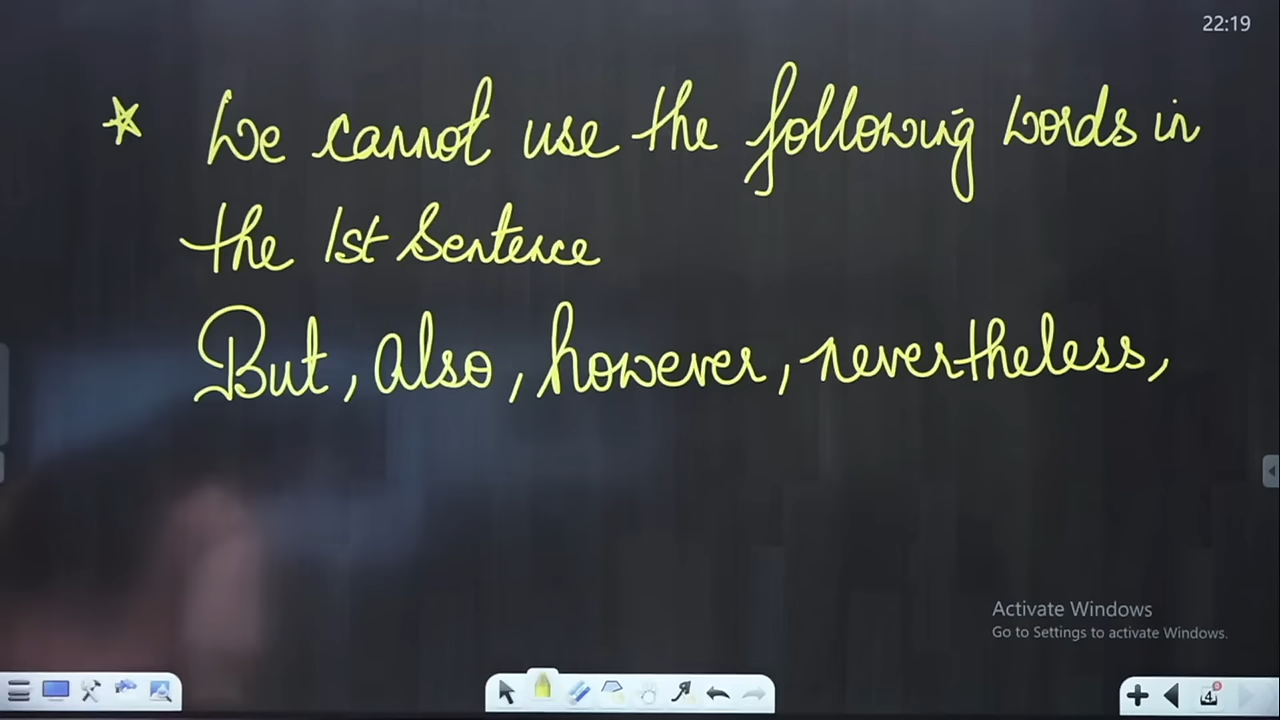 22:19
* We cannot use the following words in
the 1st Sentence
But, also, however, nevertheless,
Activate Windows
Go to Settings to activate Windows.
4